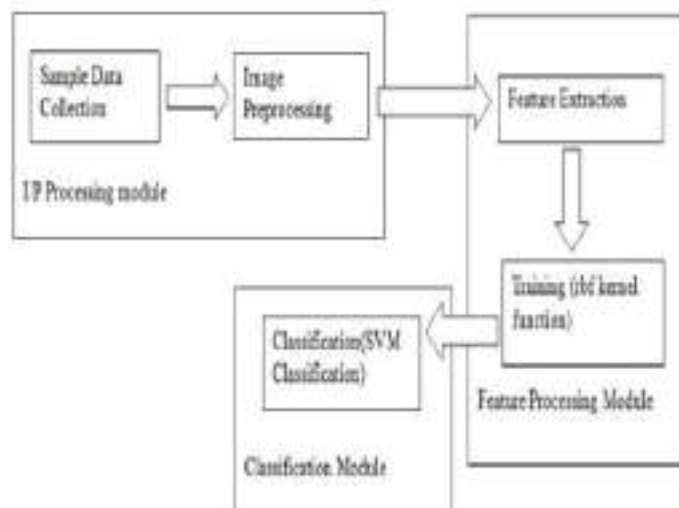 Sample Data
Collection
Image
Preprocessing
I/P Processing module
Feature Extraction
Training (rbf kernel
function)
Feature Processing Module
Classification(SVM
Classification)
Classification Module